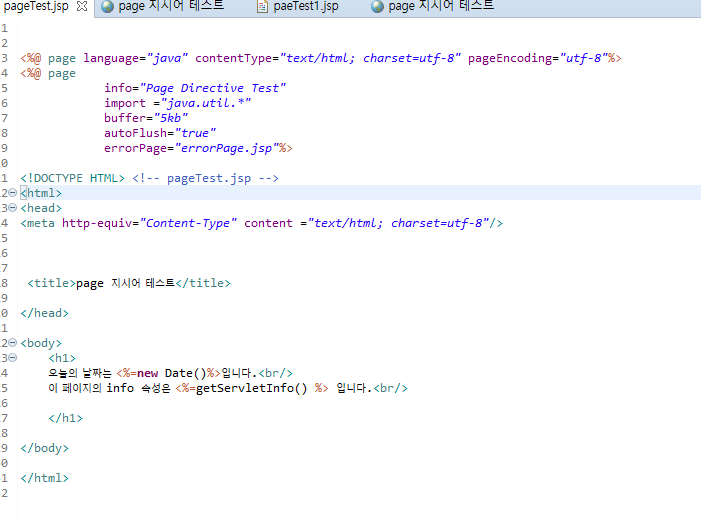 pageTest.jsp page 지시어 테스트 paeTest1.jsp page 지시어 테스트
1
2
3 <%@ page language="java" contentType="text/html; charset=utf-8" pageEncoding="utf-8"%>
4 <%@ page
5 info="Page Directive Test"
6 import ="java.util.*"
7 buffer="5kb"
8 autoFlush="true"
9 errorPage="errorPage.jsp"%>
0
1 <!DOCTYPE HTML> <!-- pageTest.jsp -->
2 <html>
3 <head>
4 <meta http-equiv="Content-Type" content ="text/html; charset=utf-8"/>
5
6
7
8 <title>page 지시어 테스트</title>
9
0 </head>
1
2 <body>
3 <h1>
4 오늘의 날짜는 <%=new Date()%>입니다.<br/>
5 이 페이지의 info 속성은 <%=getServletInfo() %> 입니다.<br/>
6
7 </h1>
8
9 </body>
0
1 </html>
2